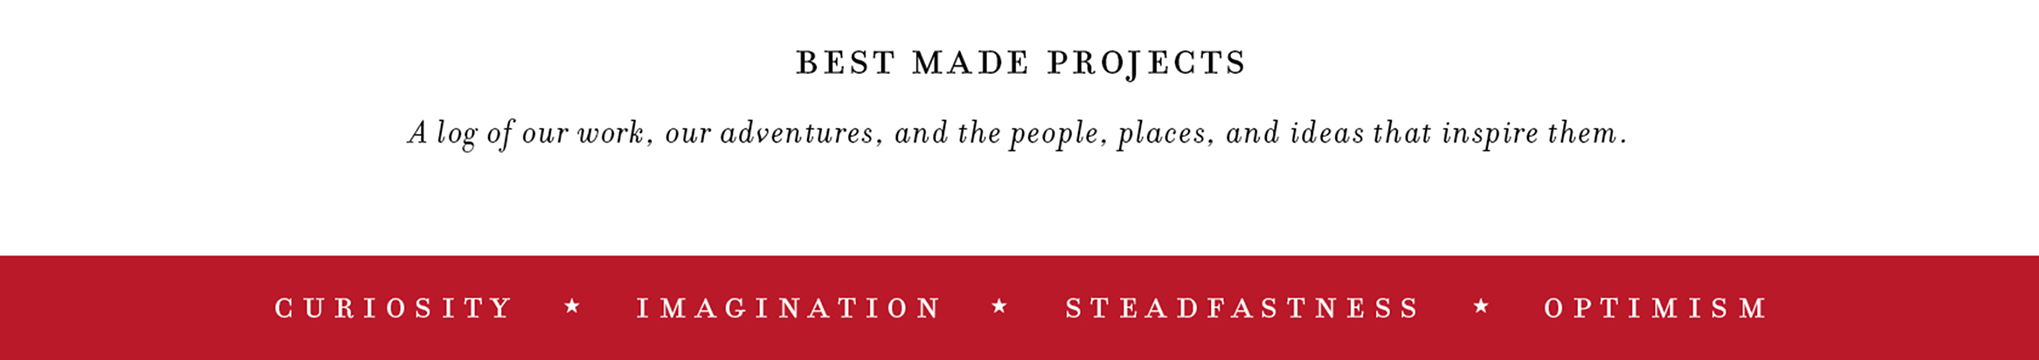 BEST MADE PROJECTS
A log of our work, our adventures, and the people, places, and ideas that inspire them.
CURIOSITY ★ IMAGINATION ★ STEADFASTNESS ★ OPTIMISM